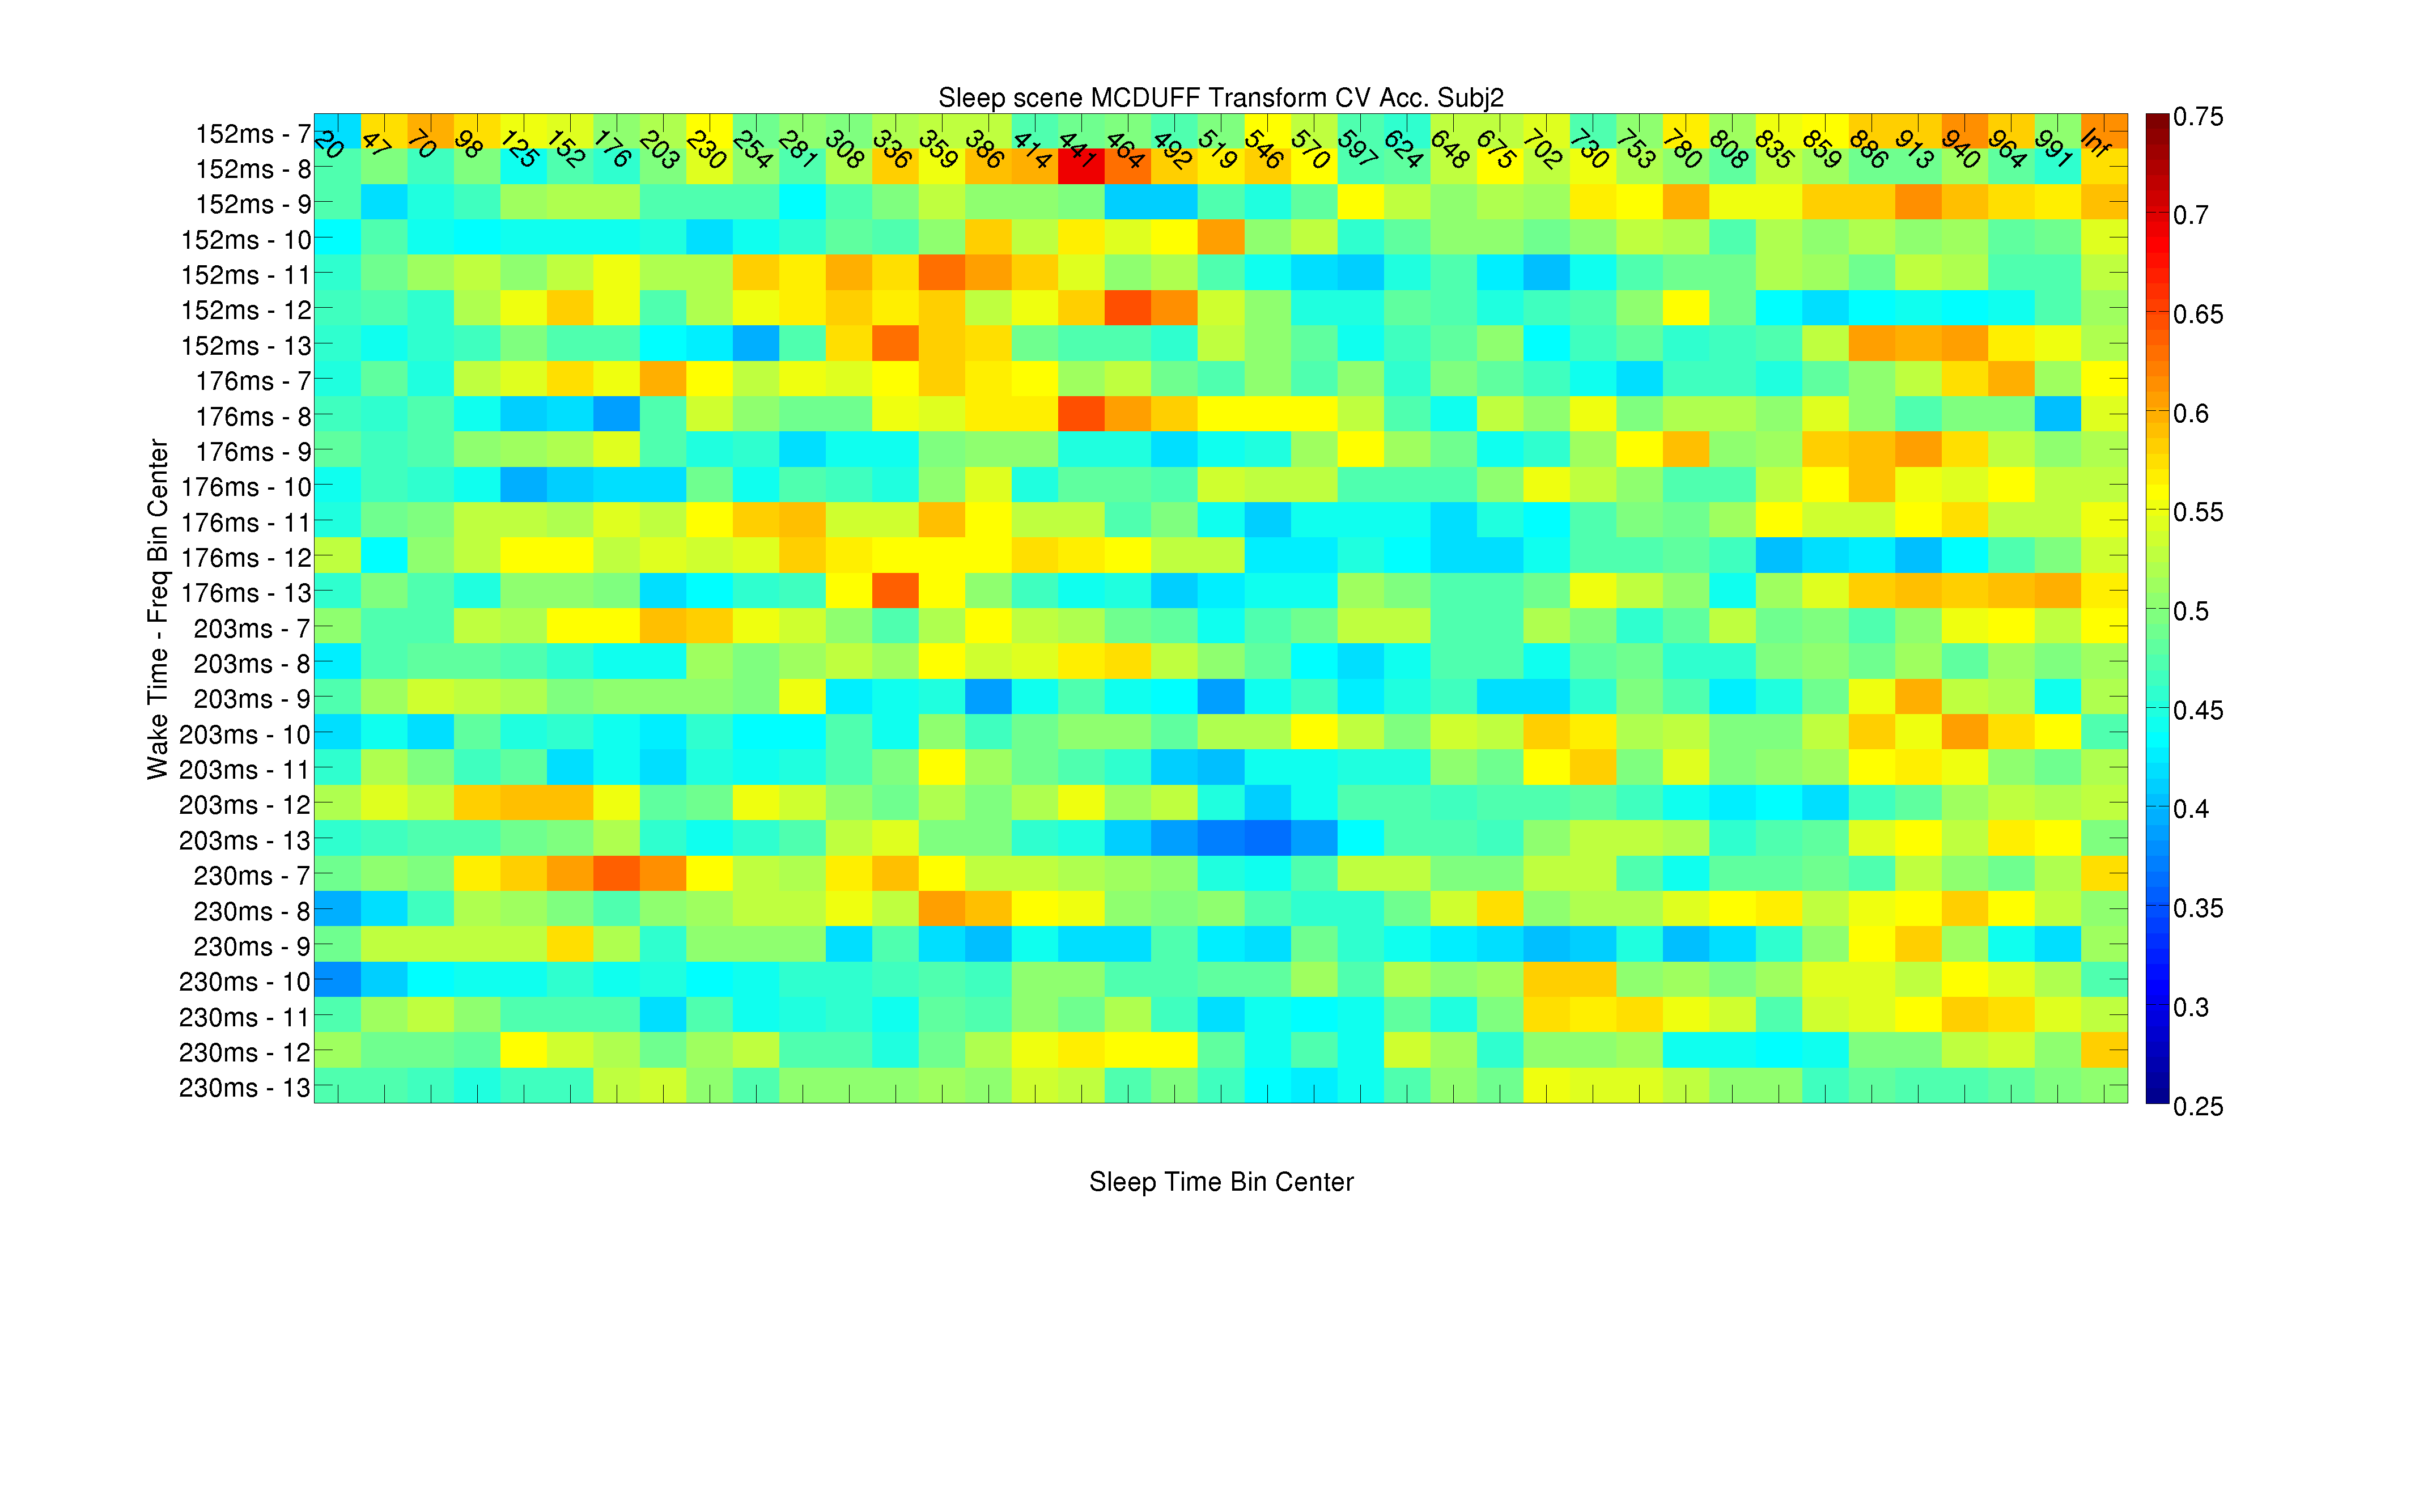 Sleep scene MCDUFF Transform CV Acc. Subj2
20 47 70 98 125 152 176 203 230 254 281 308 336 359 386 414 441 464 492 519 546 570 597 624 648 675 702 730 753 780 808 835 859 886 913 940 964 991 Inf
152ms - 7
152ms - 8
152ms - 9
152ms - 10
152ms - 11
152ms - 12
152ms - 13
176ms - 7
176ms - 8
176ms - 9
176ms - 10
176ms - 11
176ms - 12
176ms - 13
203ms - 7
203ms - 8
203ms - 9
203ms - 10
203ms - 11
203ms - 12
203ms - 13
230ms - 7
230ms - 8
230ms - 9
230ms - 10
230ms - 11
230ms - 12
230ms - 13
Wake Time - Freq Bin Center
0.75
0.7
0.65
0.6
0.55
0.5
0.45
0.4
0.35
0.3
0.25
Sleep Time Bin Center